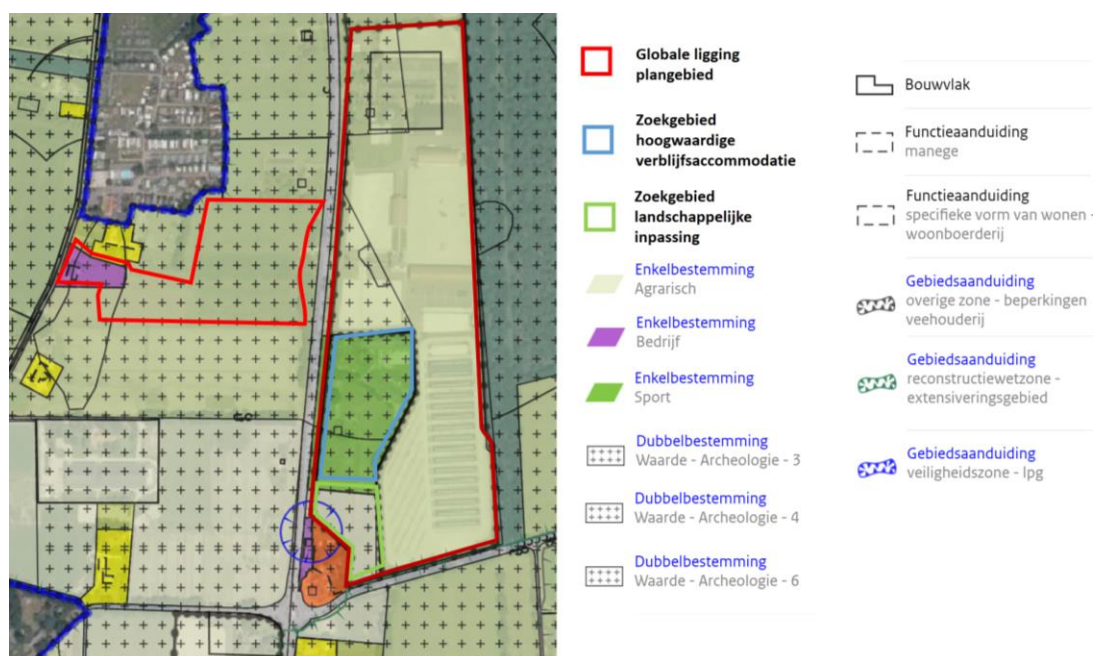 Globale ligging
plangebied
Zoekgebied
hoogwaardige
verblijfsaccommodatie
Zoekgebied
landschappelijke
inpassing
Enkelbestemming
Agrarisch
Enkelbestemming
Bedrijf
Enkelbestemming
Sport
Dubbelbestemming
Waarde - Archeologie - 3
Dubbelbestemming
Waarde - Archeologie - 4
Dubbelbestemming
Waarde - Archeologie - 6
Bouwvlak
Functieaanduiding
manege
Functieaanduiding
specifieke vorm van wonen -
woonboerderij
Gebiedsaanduiding
overige zone - beperkingen
veehouderij
Gebiedsaanduiding
reconstructiewetzone -
extensiveringsgebied
Gebiedsaanduiding
veiligheidszone - lpg